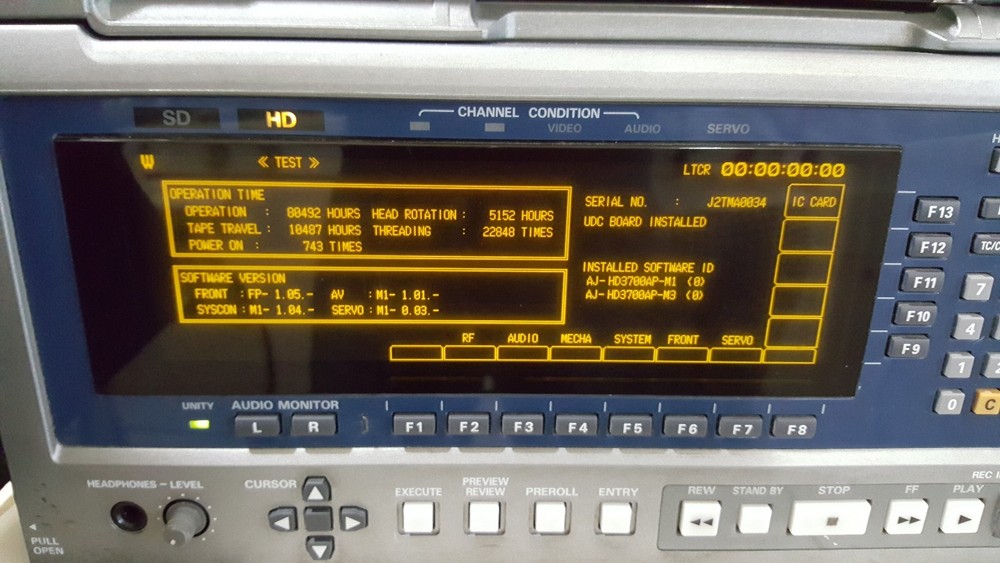 SD HD CHANNEL CONDITION
VIDEO AUDIO SERVO
W « TEST » LTCR 00:00:00:00
OPERATION TIME
OPERATION : 80492 HOURS HEAD ROTATION : 5152 HOURS
TAPE TRAVEL : 10487 HOURS THREADING : 22848 TIMES
POWER ON : 743 TIMES
SERIAL NO. : J2TMA0034
UDC BOARD INSTALLED
IC CARD
SOFTWARE VERSION
FRONT : FP- 1.05.- AV : M1- 1.01.-
SYSCON : M1- 1.04.- SERVO : M1- 0.03.-
INSTALLED SOFTWARE ID
AJ-HD3700AP-M1 (0)
AJ-HD3700AP-M3 (0)
RF AUDIO MECHA SYSTEM FRONT SERVO
F13
F12
F11
F10
F9
7
4
1
0 C
UNITY AUDIO MONITOR
L R F1 F2 F3 F4 F5 F6 F7 F8
HEADPHONES – LEVEL CURSOR
EXECUTE PREVIEW REVIEW PREROLL ENTRY
REW STAND BY STOP FF PLAY
PULL
OPEN